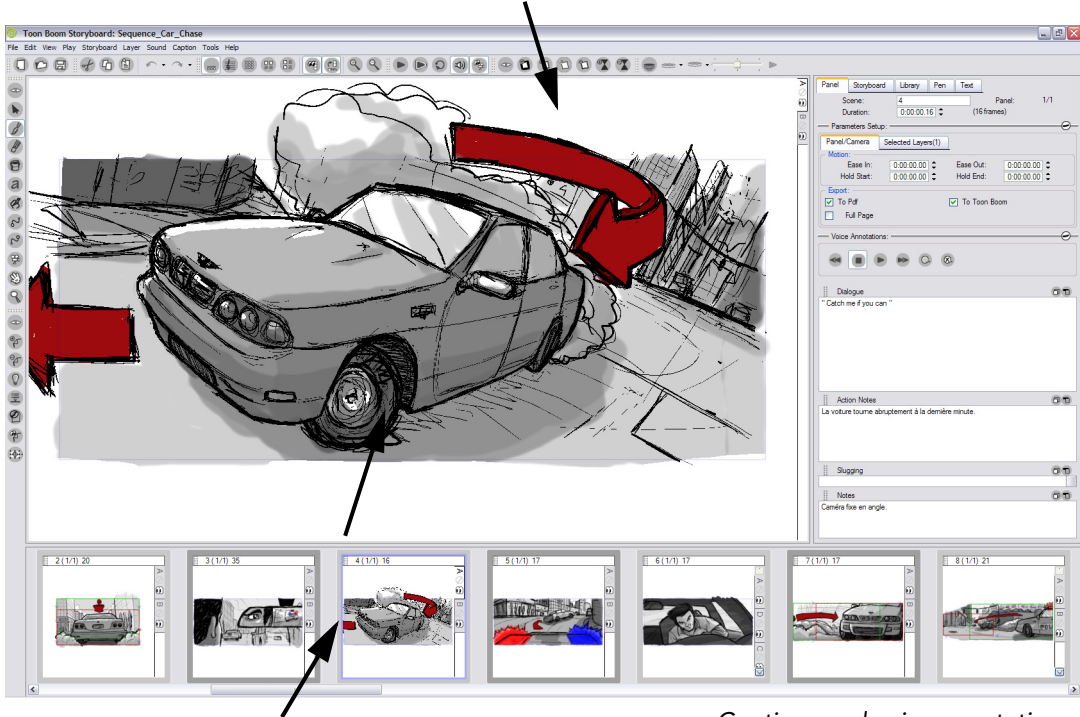 Toon Boom Storyboard: Sequence_Car_Chase
File Edit View Play Storyboard Layer Sound Caption Tools Help
Panel Storyboard Library Pen Text
Scene: 4 Panel: 1/1
Duration: 0:00:00.16 (16 frames)
Parameters Setup:
Panel/Camera Selected Layers(1)
Motion:
Ease In: 0:00:00.00 Ease Out: 0:00:00.00
Hold Start: 0:00:00.00 Hold End: 0:00:00.00
Export:
To Pdf To Toon Boom
Full Page
Voice Annotations:
Dialogue
" Catch me if you can "
Action Notes
La voiture tourne abruptement à la dernière minute.
Slugging
Notes
Caméra fixe en angle.
A
B
2 ( 1/1) 20
3 ( 1/1) 35
4 ( 1/1) 16
5 ( 1/1) 17
6 ( 1/1) 17
7 ( 1/1) 17
8 ( 1/1) 21